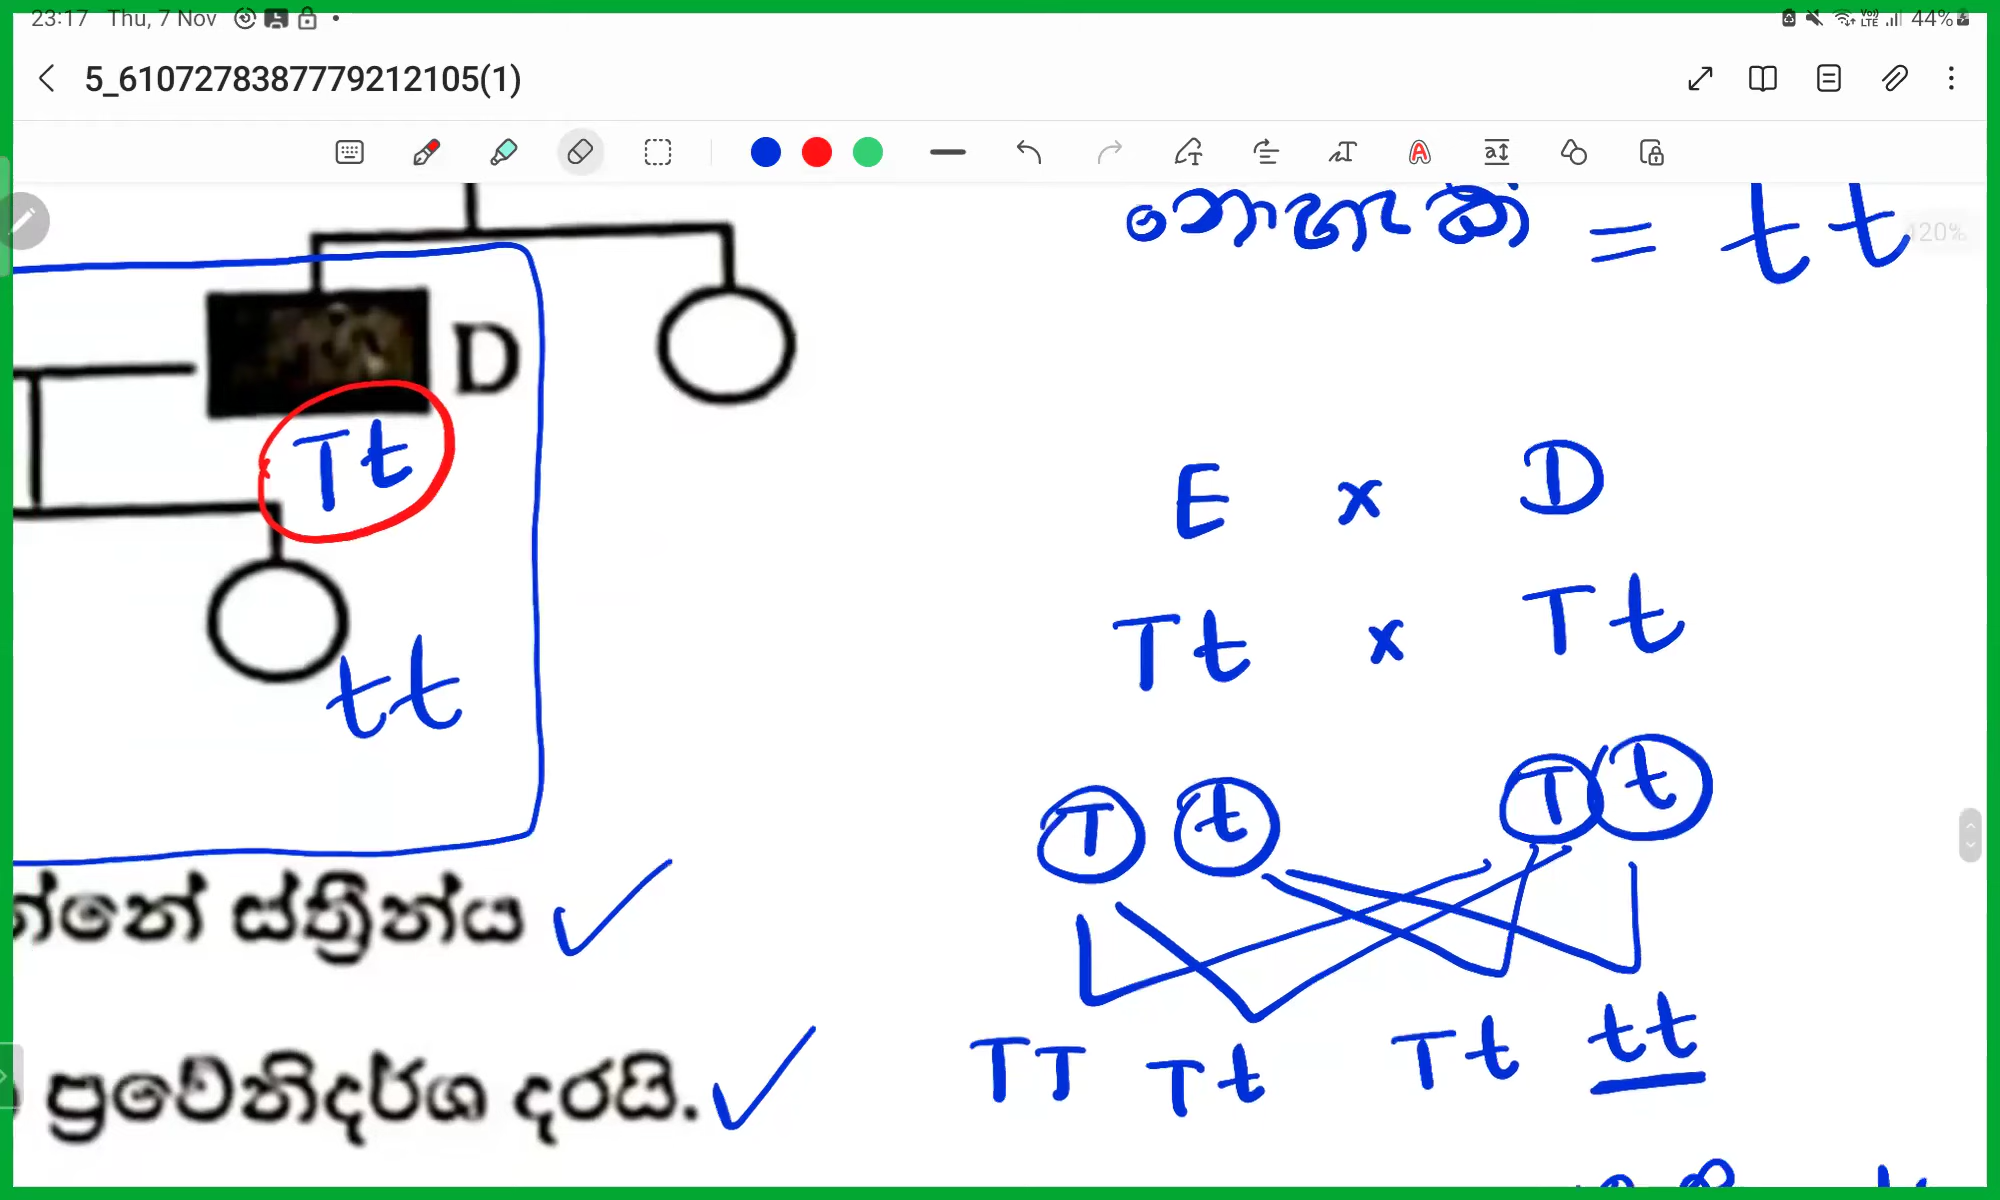 23:17 Thu, 7 Nov
44%
5_6107278387779212105(1)
නොහැකි = tt
420%
D
Tt
tt
E x D
Tt x Tt
T t T t
TT Tt Tt tt
ස්ත්‍රීන්ය
ප්‍රවේනිදර්ශ දරයි.